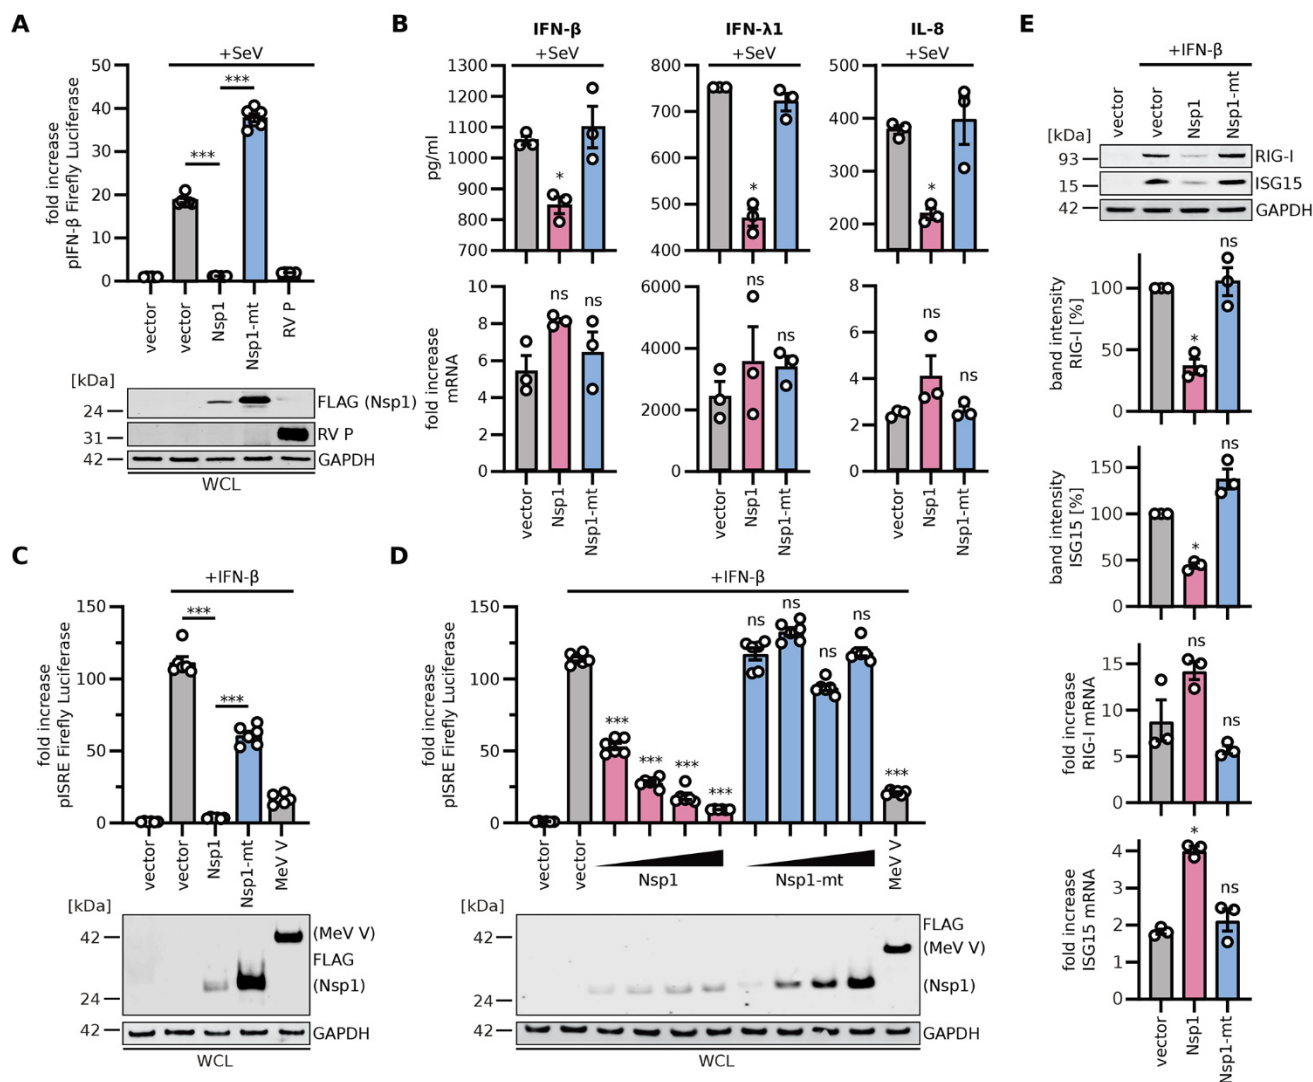 A
+SeV
***
***
50
40
30
20
10
0
fold increase
pIFN-β Firefly Luciferase
vector
vector
Nsp1
Nsp1-mt
RV P
[kDa]
24
FLAG (Nsp1)
31
RV P
42
GAPDH
WCL
B
IFN-β
IFN-λ1
IL-8
+SeV
+SeV
+SeV
pg/ml
1300
1200
1100
1000
900
800
700
*
800
700
600
500
400
*
500
400
300
200
*
fold increase
mRNA
10
8
6
4
2
0
ns
ns
6000
4000
2000
0
ns
ns
8
6
4
2
0
ns
ns
vector
Nsp1
Nsp1-mt
vector
Nsp1
Nsp1-mt
vector
Nsp1
Nsp1-mt
C
+IFN-β
***
***
150
100
50
0
fold increase
pISRE Firefly Luciferase
vector
vector
Nsp1
Nsp1-mt
MeV V
[kDa]
42
24
(MeV V)
FLAG
(Nsp1)
42
GAPDH
WCL
D
+IFN-β
150
100
50
0
fold increase
pISRE Firefly Luciferase
***
***
***
***
ns
ns
ns
ns
***
vector
vector
Nsp1
Nsp1-mt
MeV V
[kDa]
42
24
FLAG
(MeV V)
(Nsp1)
42
GAPDH
WCL
E
+IFN-β
vector
vector
Nsp1
Nsp1-mt
[kDa]
93
RIG-I
15
ISG15
42
GAPDH
band intensity
RIG-I [%]
100
50
0
*
ns
band intensity
ISG15 [%]
150
100
50
0
*
ns
fold increase
RIG-I mRNA
15
10
5
0
ns
ns
fold increase
ISG15 mRNA
4
2
0
*
ns
vector
Nsp1
Nsp1-mt